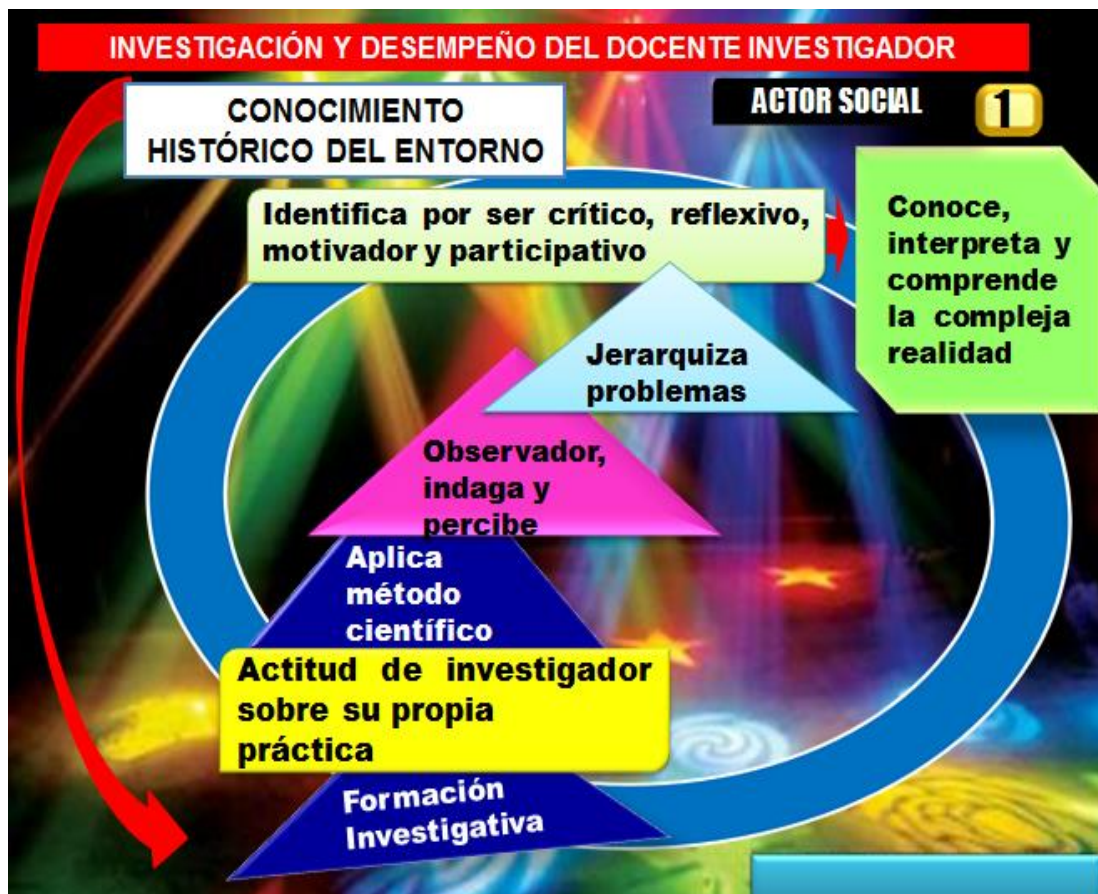 INVESTIGACIÓN Y DESEMPEÑO DEL DOCENTE INVESTIGADOR
CONOCIMIENTO
HISTÓRICO DEL ENTORNO
ACTOR SOCIAL 1
Identifica por ser crítico, reflexivo,
motivador y participativo
Conoce,
interpreta y
comprende
la compleja
realidad
Jerarquiza
problemas
Observador,
indaga y
percibe
Aplica
método
científico
Actitud de investigador
sobre su propia
práctica
Formación
Investigativa